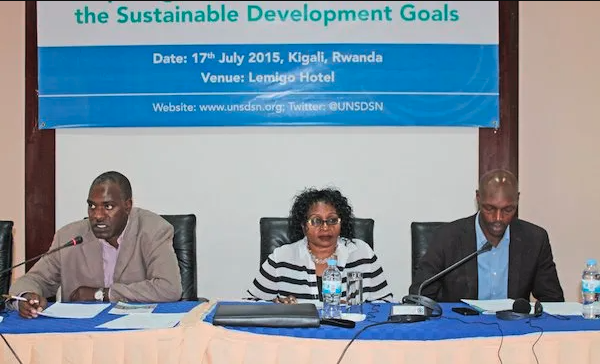 the Sustainable Development Goals
Date: 17th July 2015, Kigali, Rwanda
Venue: Lemigo Hotel
Website: www.unsdsn.org; Twitter: @UNSDSN